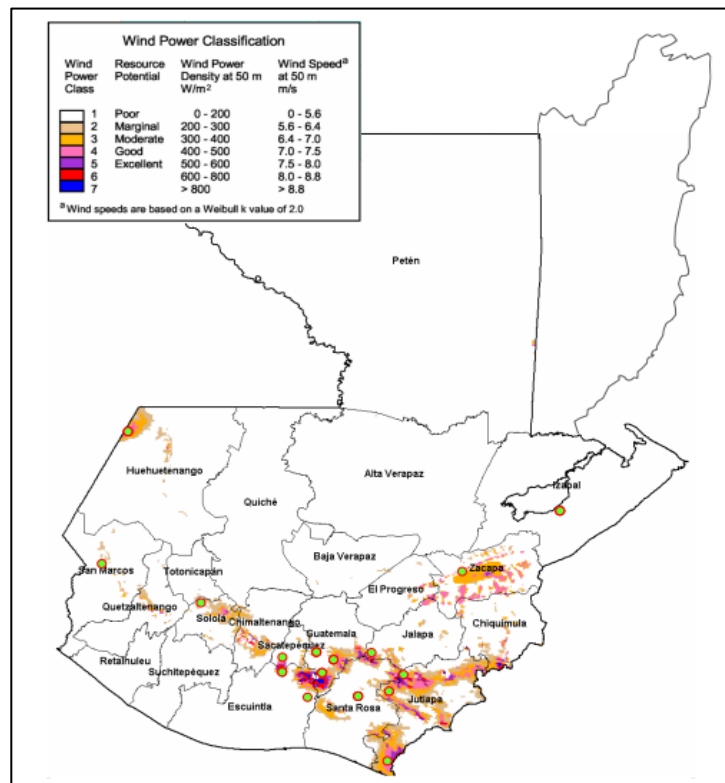 Wind Power Classification
Wind Power Class Resource Potential Wind Power Density at 50 m W/m² Wind Speedᵃ at 50 m m/s
1 Poor 0 - 200 0 - 5.6
2 Marginal 200 - 300 5.6 - 6.4
3 Moderate 300 - 400 6.4 - 7.0
4 Good 400 - 500 7.0 - 7.5
5 Excellent 500 - 600 7.5 - 8.0
6 600 - 800 8.0 - 8.8
7 > 800 > 8.8
ᵃ Wind speeds are based on a Weibull k value of 2.0
Petén
Huehuetenango
Alta Verapaz
Izabal
Quiché
Baja Verapaz
San Marcos
Totonicapán
Zacapa
El Progreso
Quetzaltenango
Sololá
Chimaltenango
Guatemala
Jalapa
Chiquimula
Sacatepéquez
Retalhuleu
Suchitepéquez
Escuintla
Santa Rosa
Jutiapa